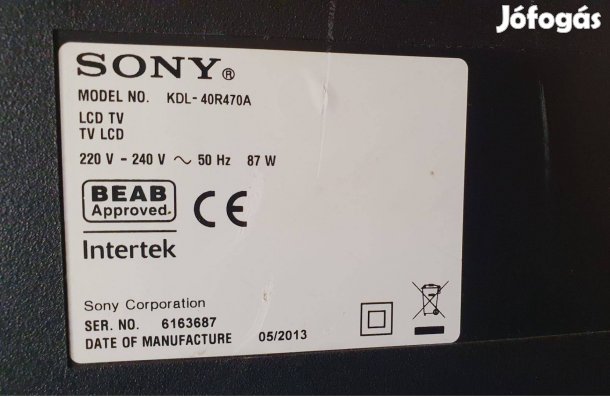 Jófogás
SONY®
MODEL NO. KDL-40R470A
LCD TV
TV LCD
220 V - 240 V ~ 50 Hz 87 W
BEAB
Approved.
CE
Intertek
Sony Corporation
SER. NO. 6163687
DATE OF MANUFACTURE 05/2013